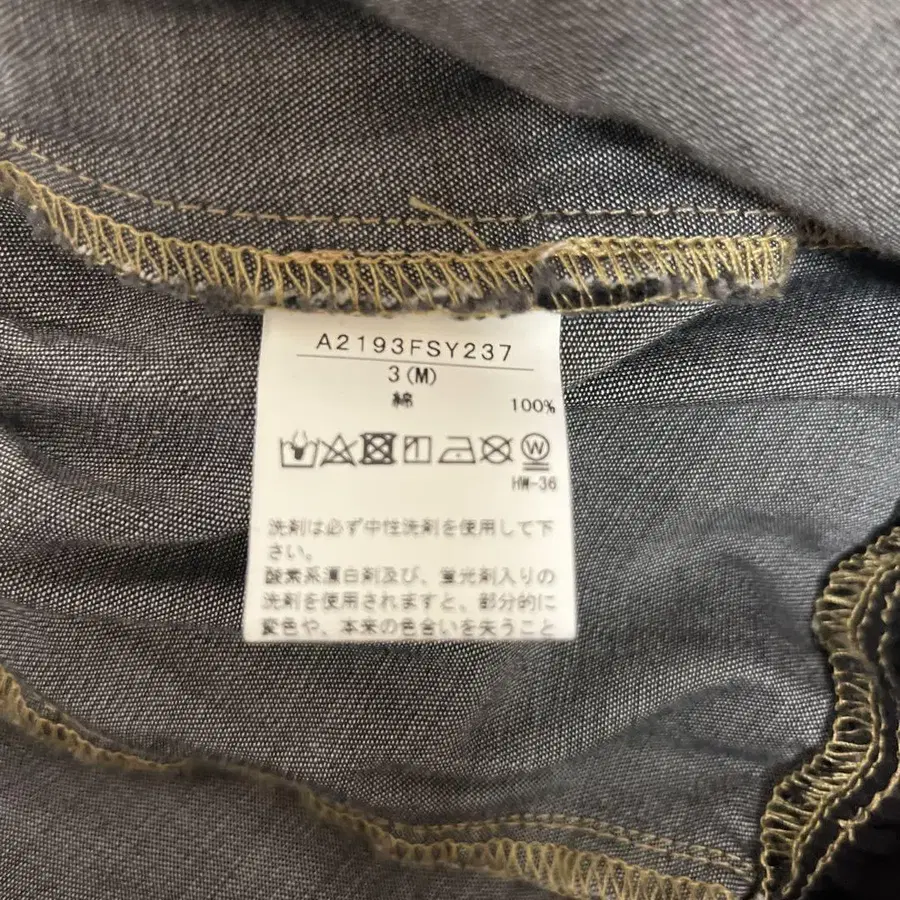 A2193FSY237
3(M)
綿 100%
W
HW-36
洗剤は必ず中性洗剤を使用して下
さい。
酸素系漂白剤及び、蛍光剤入りの
洗剤を使用されますと、部分的に
変色や、本来の色合いを失うこと